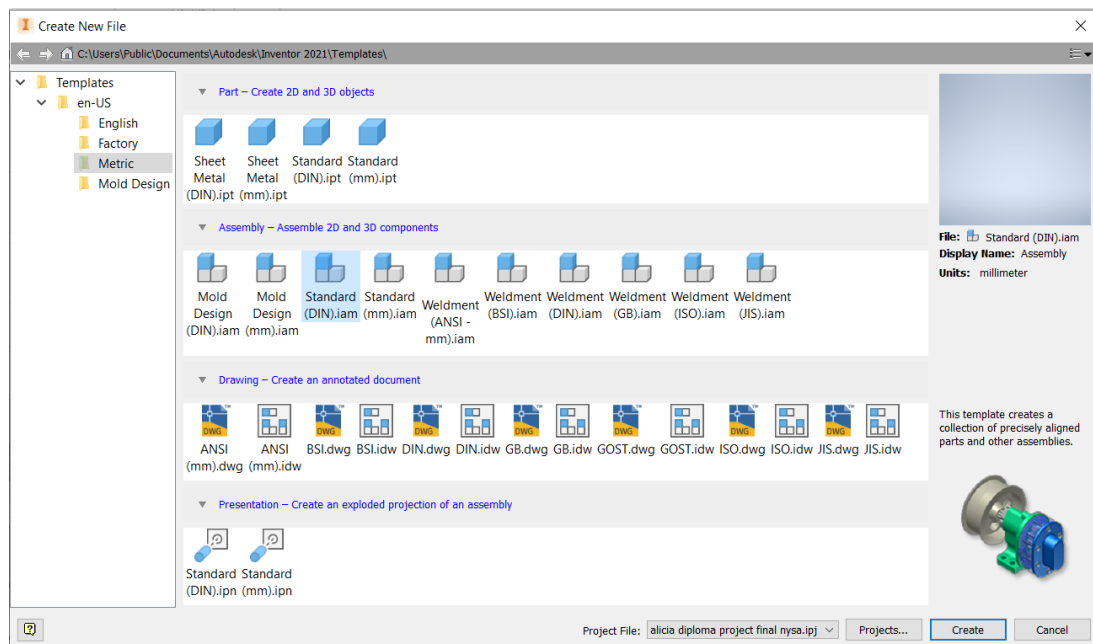 Create New File
C:\Users\Public\Documents\Autodesk\Inventor 2021\Templates\
Templates
en-US
English
Factory
Metric
Mold Design
Part – Create 2D and 3D objects
Sheet Metal (DIN).ipt
Sheet Metal (mm).ipt
Standard (DIN).ipt
Standard (mm).ipt
Assembly – Assemble 2D and 3D components
Mold Design (DIN).iam
Mold Design (mm).iam
Standard (DIN).iam
Standard (mm).iam
Weldment (ANSI - mm).iam
Weldment (BSI).iam
Weldment (DIN).iam
Weldment (GB).iam
Weldment (ISO).iam
Weldment (JIS).iam
Drawing – Create an annotated document
DWG DWG DWG DWG DWG DWG DWG
ANSI (mm).dwg
ANSI (mm).idw
BSI.dwg
BSI.idw
DIN.dwg
DIN.idw
GB.dwg
GB.idw
GOST.dwg
GOST.idw
ISO.dwg
ISO.idw
JIS.dwg
JIS.idw
Presentation – Create an exploded projection of an assembly
Standard (DIN).ipn
Standard (mm).ipn
File: Standard (DIN).iam
Display Name: Assembly
Units: millimeter
This template creates a
collection of precisely aligned
parts and other assemblies.
Project File: alicia diploma project final nysa.ipj
Projects...
Create
Cancel